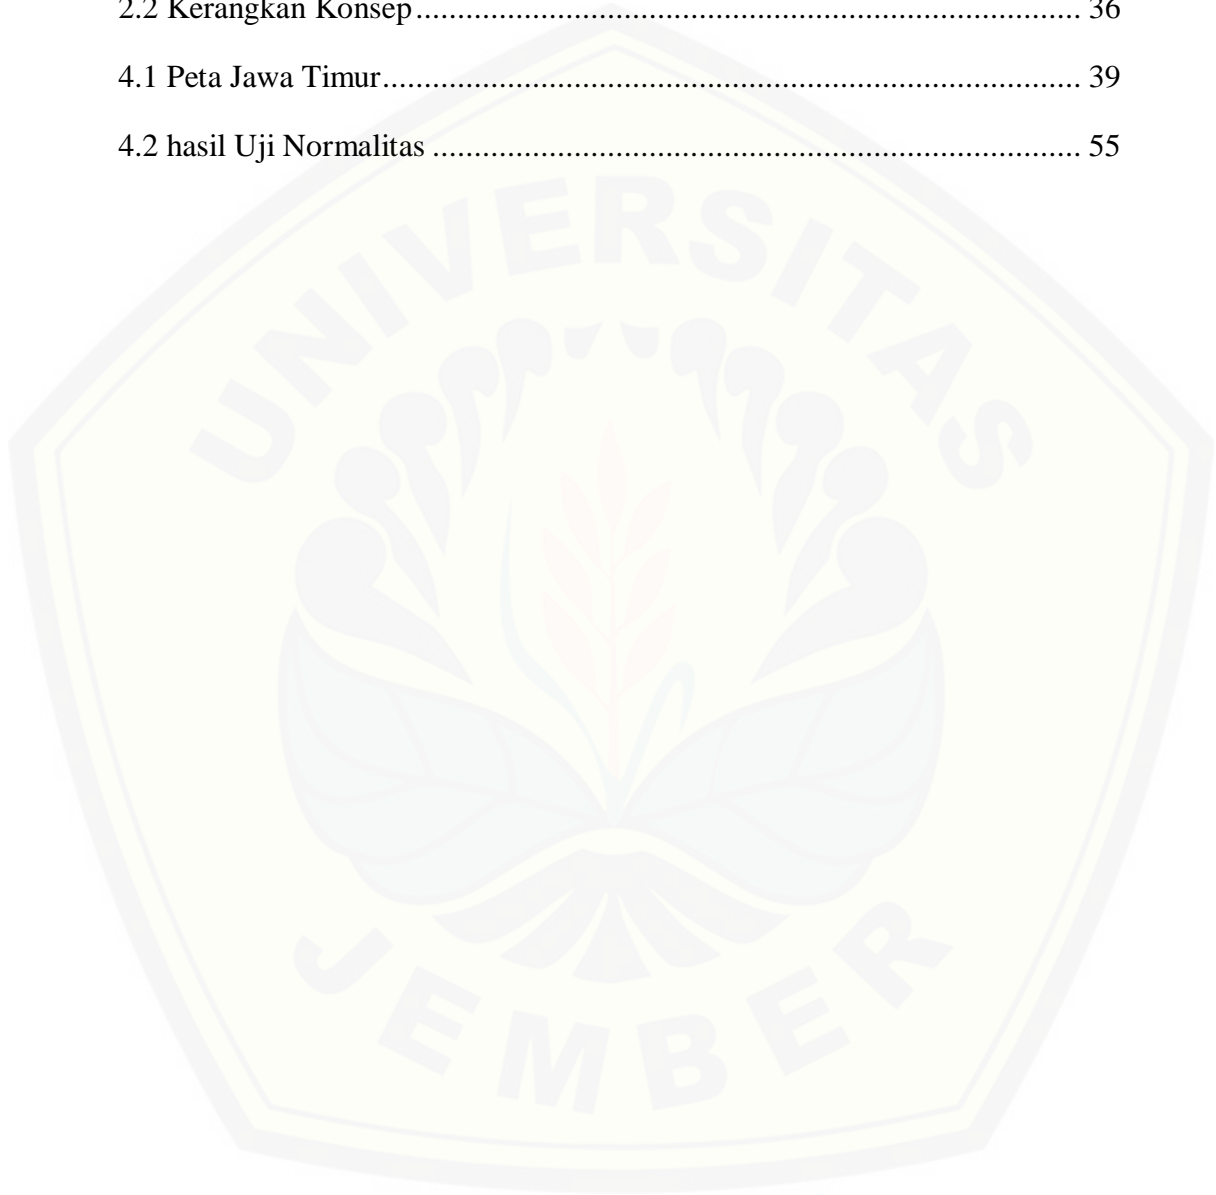 2.2 Kerangkan Konsep................................................................................. 36
4.1 Peta Jawa Timur..................................................................................... 39
4.2 hasil Uji Normalitas ............................................................................... 55
UNIVERSITAS
JEMBER